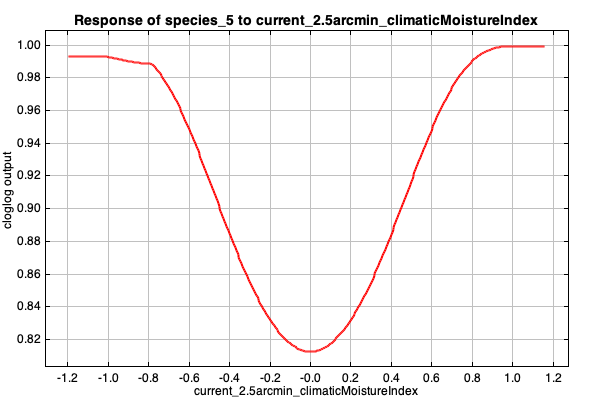 Response of species_5 to current_2.5arcmin_climaticMoistureIndex
1.00
0.98
0.96
0.94
0.92
0.90
0.88
0.86
0.84
0.82
cloglog output
-1.2 -1.0 -0.8 -0.6 -0.4 -0.2 -0.0 0.2 0.4 0.6 0.8 1.0 1.2
current_2.5arcmin_climaticMoistureIndex